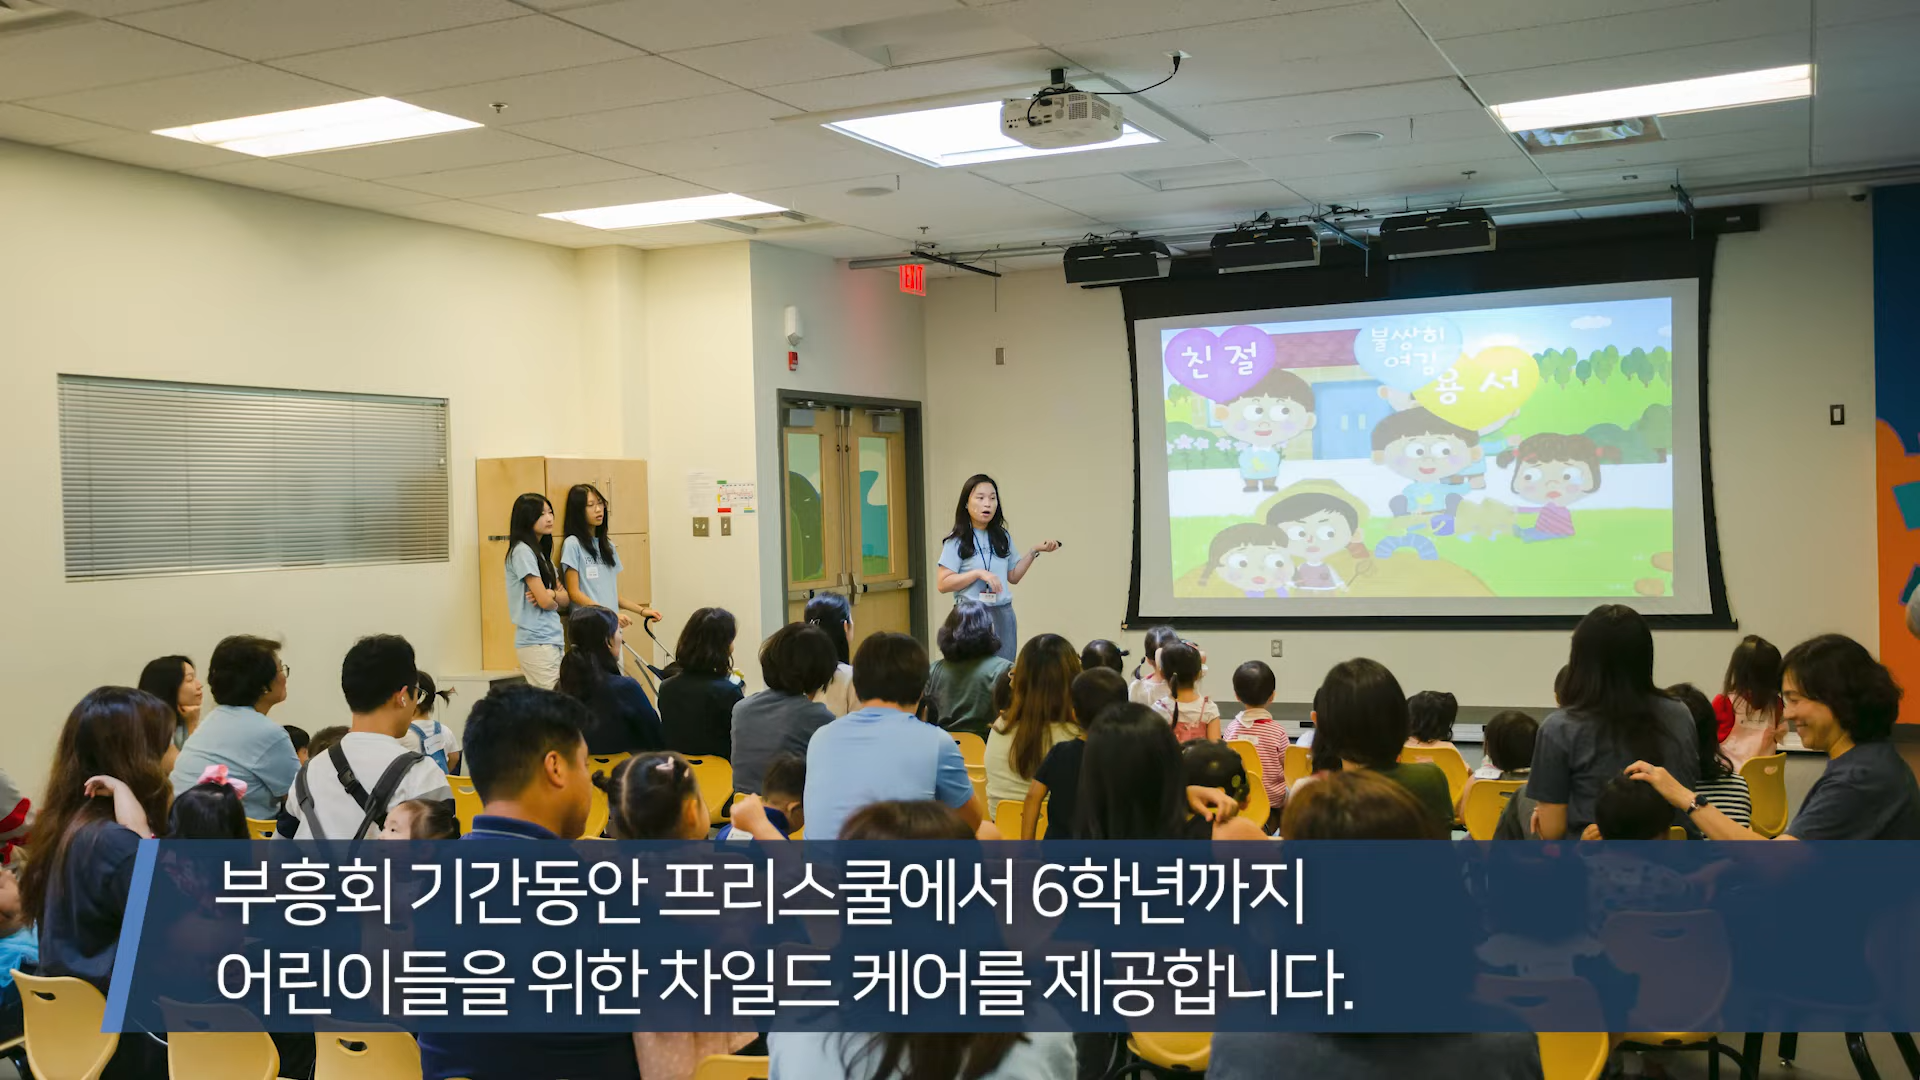 EXIT
친절
불쌍히
여김
용서
부흥회 기간동안 프리스쿨에서 6학년까지
어린이들을 위한 차일드 케어를 제공합니다.